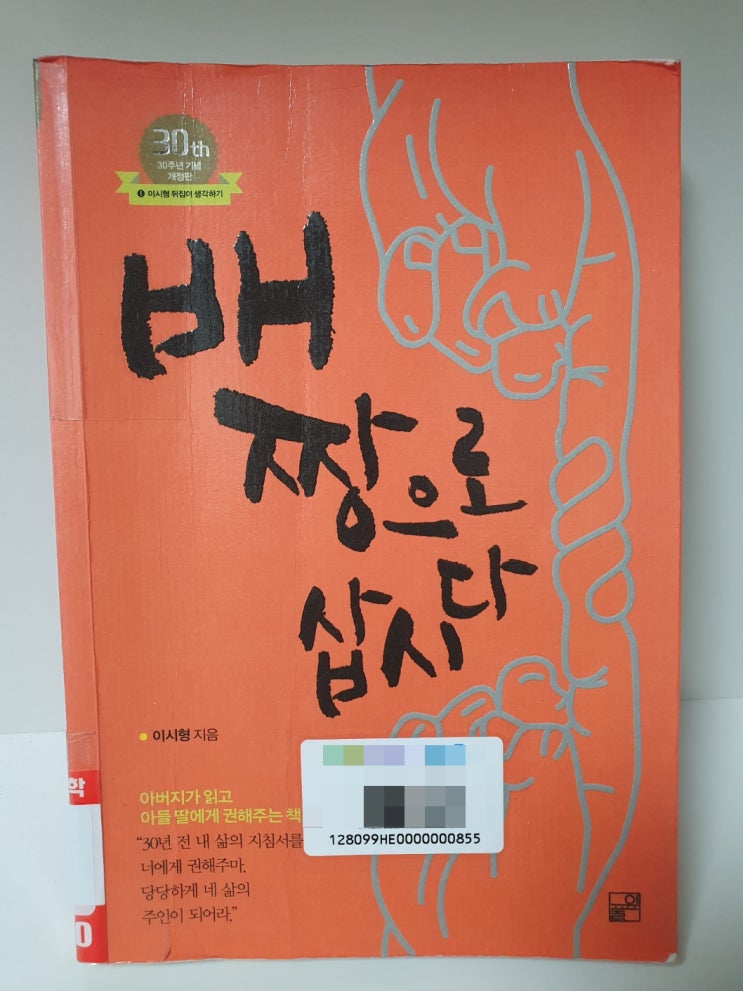 30th
30주년 기념
개정판
❶ 이시형 뒤집어 생각하기
배
짱으로
삽시다
이시형 지음
아버지가 읽고
아들 딸에게 권해주는 책
“30년 전 내 삶의 지침서를
너에게 권해주마.
당당하게 네 삶의
주인이 되어라.”
128099HE0000000855
학
0